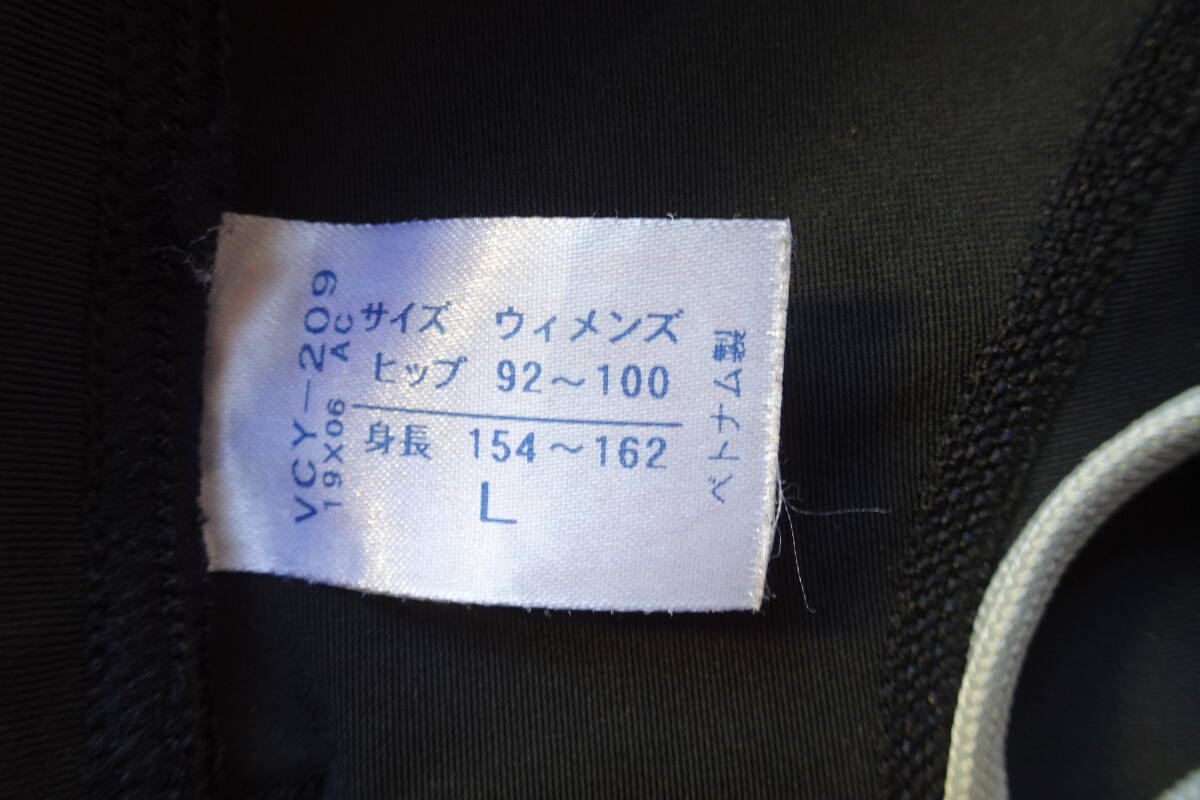 サイズ ウィメンズ
ヒップ 92～100
身長 154～162
L
VCY－209
19X06 AC
ベトナム製